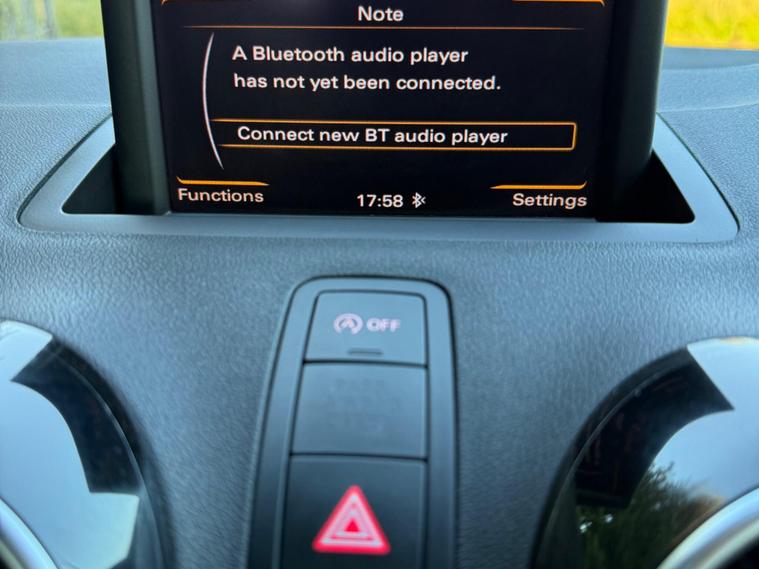 Note
A Bluetooth audio player
has not yet been connected.
Connect new BT audio player
Functions
17:58
Settings
OFF